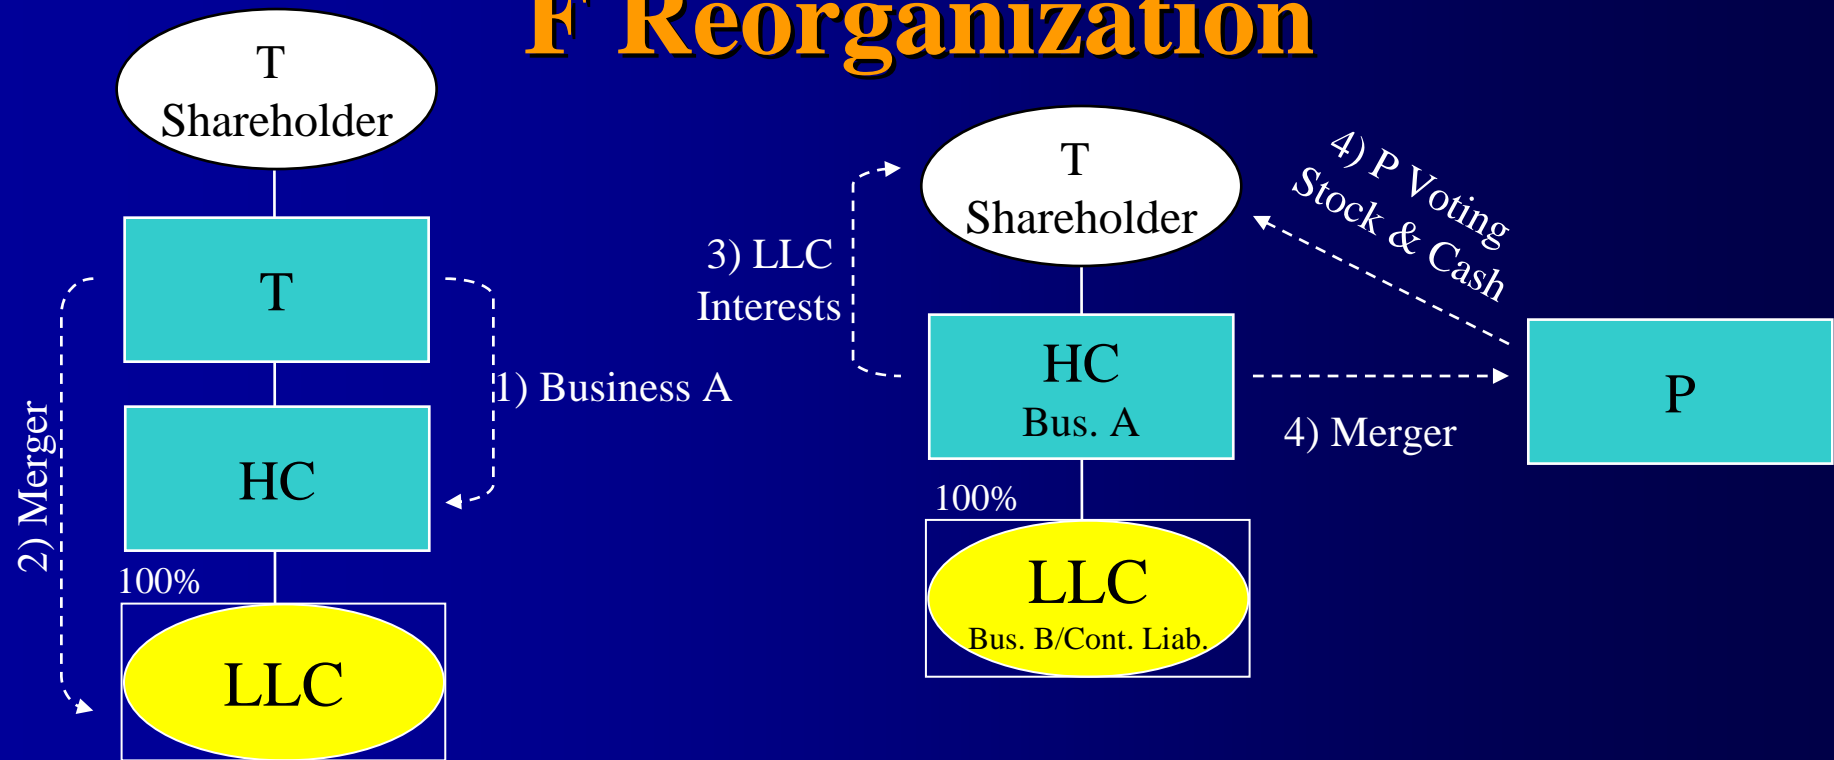 F Reorganization
T
Shareholder
T
1) Business A
2) Merger
HC
100%
LLC
T
Shareholder
3) LLC
Interests
4) P Voting
Stock & Cash
HC
Bus. A
4) Merger
P
100%
LLC
Bus. B/Cont. Liab.